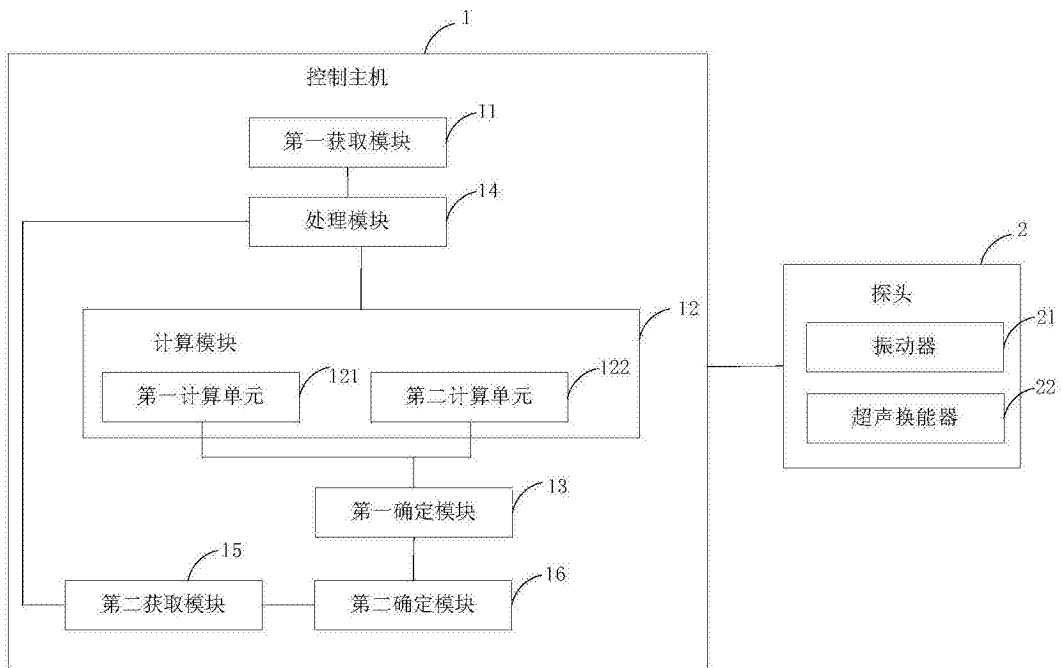 1
控制主机
11
第一获取模块
14
处理模块
2
探头
12
21
计算模块
振动器
121
122
第一计算单元
第二计算单元
22
超声换能器
13
第一确定模块
15
16
第二获取模块
第二确定模块